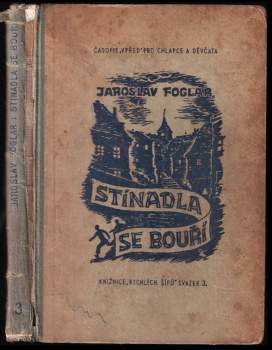 JAROSLAV FOGLAR: STÍNADLA SE BOUŘÍ
3
ČASOPIS „VPŘED“ PRO CHLAPCE A DĚVČATA
JAROSLAV FOGLAR
STÍNADLA
SE BOUŘÍ
KNIŽNICE „RYCHLÝCH ŠÍPŮ“ SVAZEK 3.